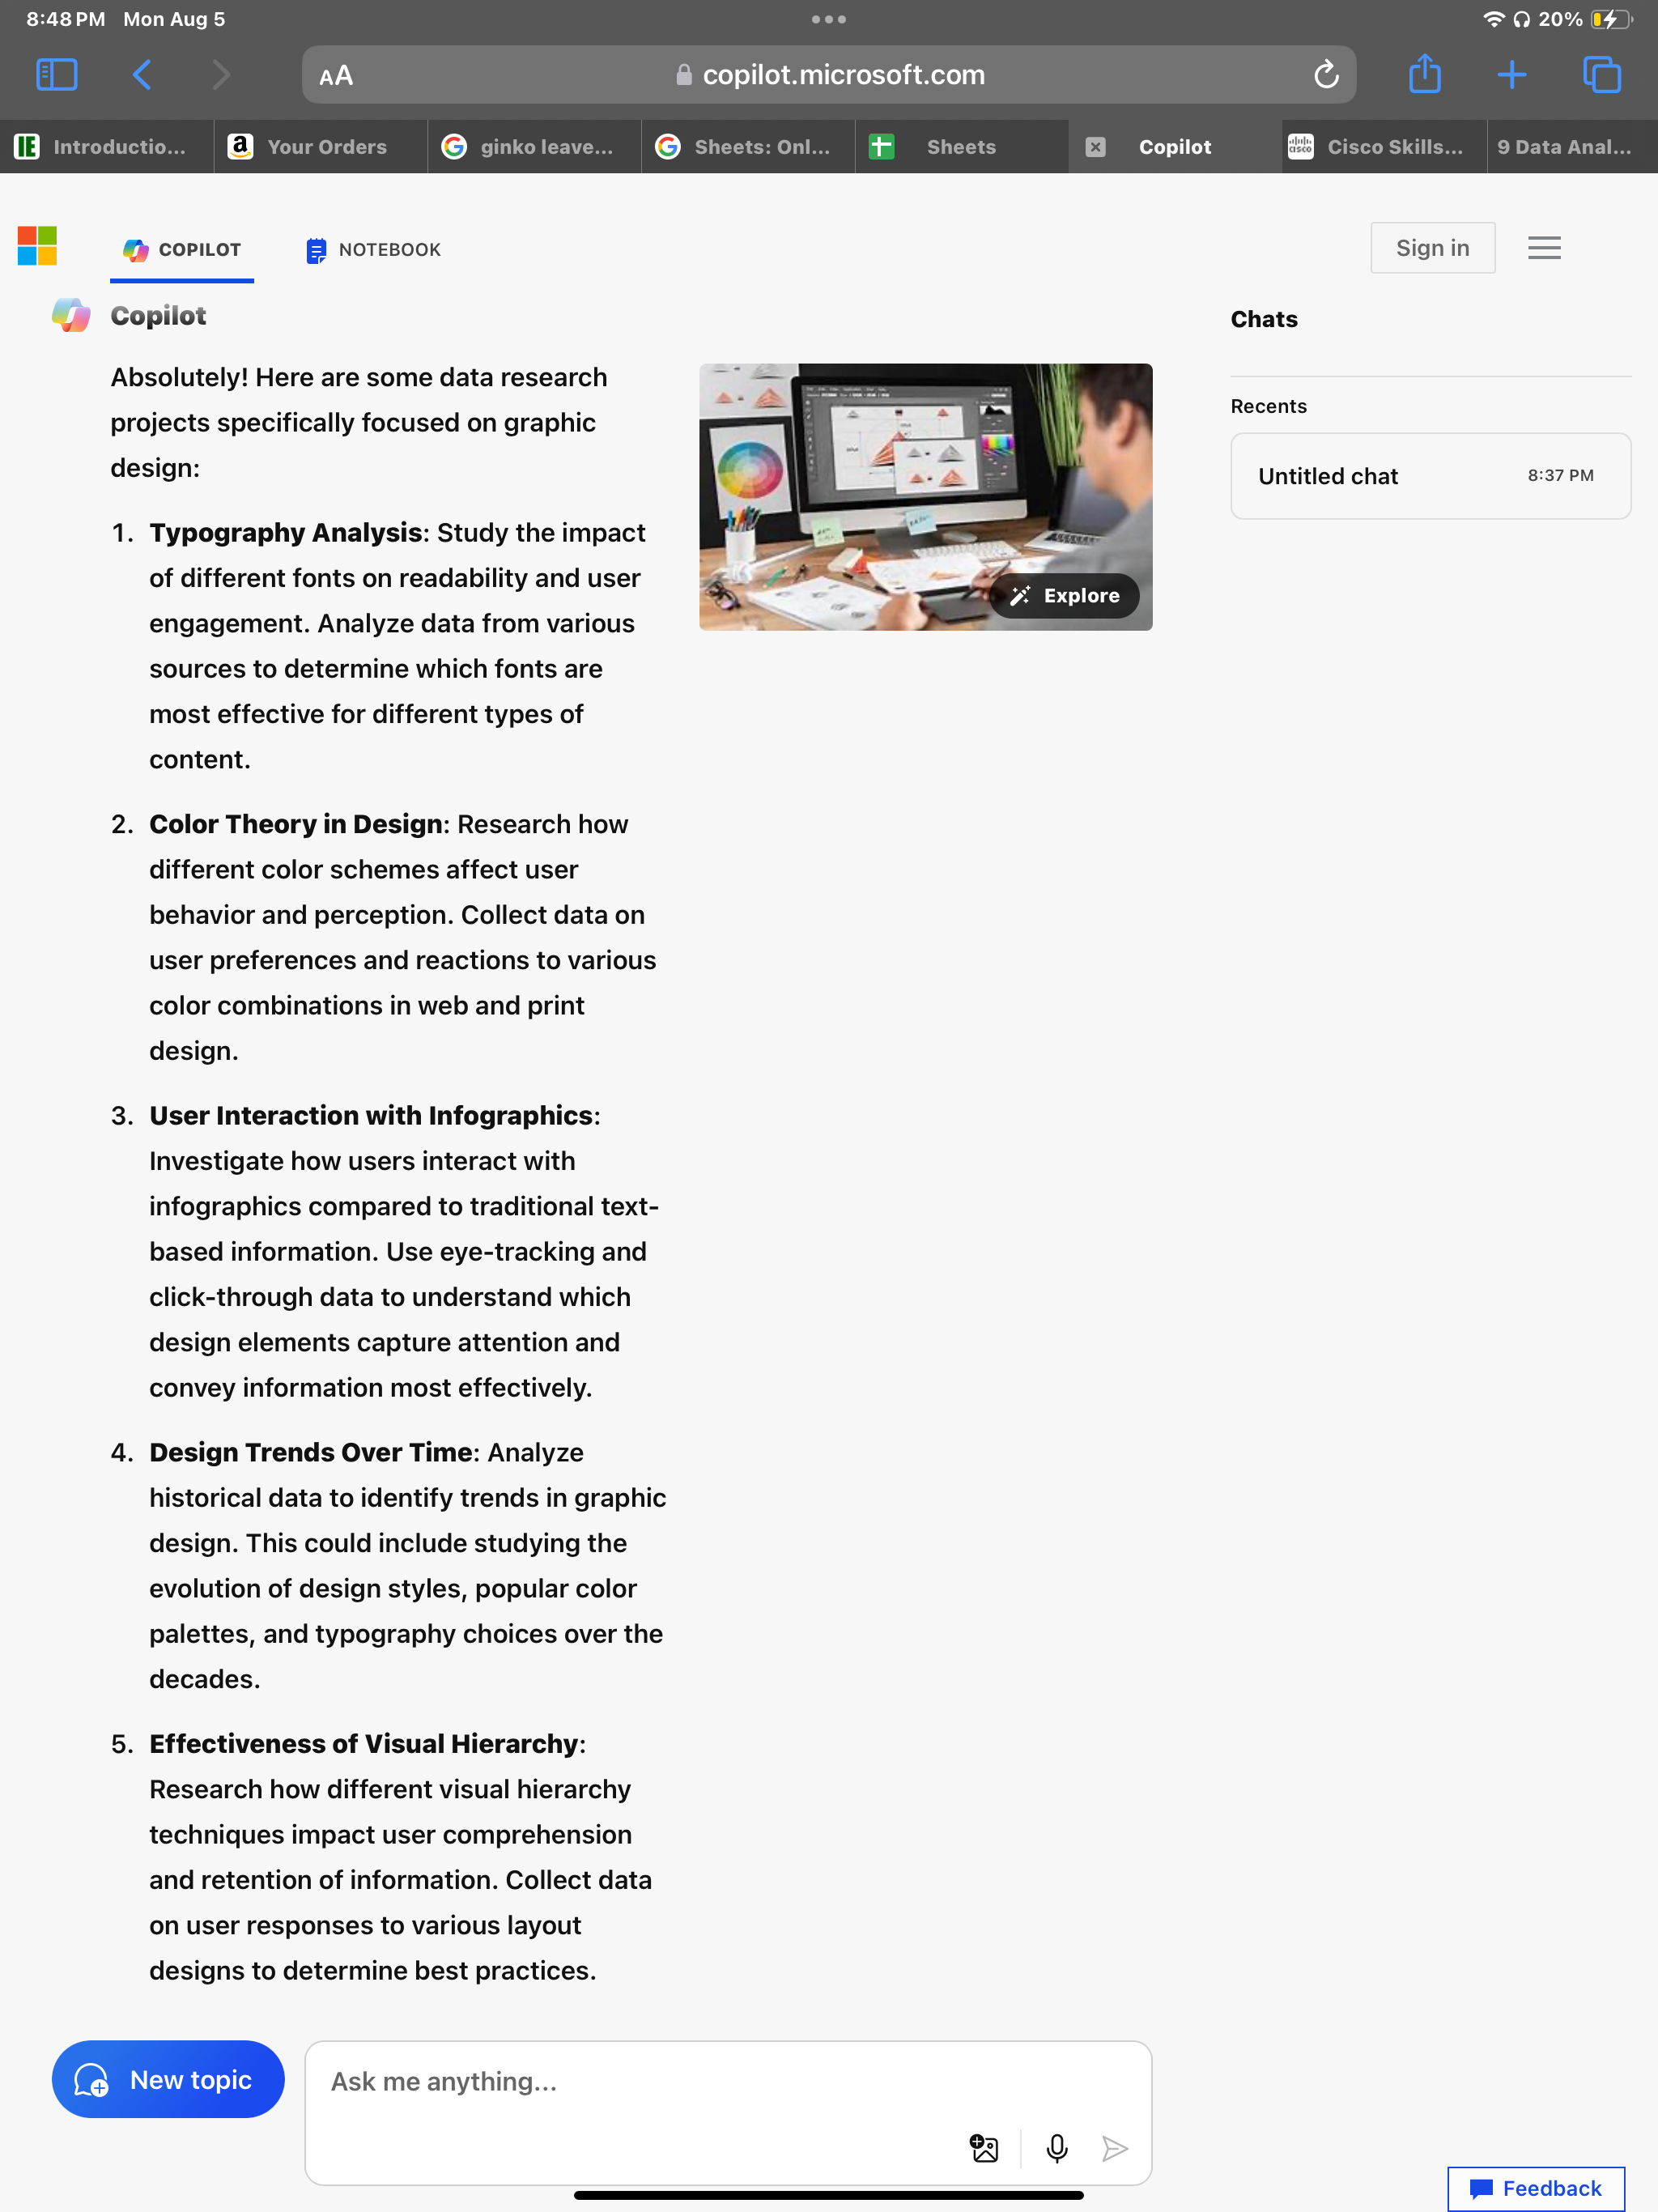 8:48 PM Mon Aug 5
20%
AA copilot.microsoft.com
Introductio... Your Orders ginko leave... Sheets: Onl... Sheets Copilot Cisco Skills... 9 Data Anal...
COPILOT NOTEBOOK Sign in
Copilot
Absolutely! Here are some data research
projects specifically focused on graphic
design:
1. Typography Analysis: Study the impact
of different fonts on readability and user
engagement. Analyze data from various
sources to determine which fonts are
most effective for different types of
content.
2. Color Theory in Design: Research how
different color schemes affect user
behavior and perception. Collect data on
user preferences and reactions to various
color combinations in web and print
design.
3. User Interaction with Infographics:
Investigate how users interact with
infographics compared to traditional text-
based information. Use eye-tracking and
click-through data to understand which
design elements capture attention and
convey information most effectively.
4. Design Trends Over Time: Analyze
historical data to identify trends in graphic
design. This could include studying the
evolution of design styles, popular color
palettes, and typography choices over the
decades.
5. Effectiveness of Visual Hierarchy:
Research how different visual hierarchy
techniques impact user comprehension
and retention of information. Collect data
on user responses to various layout
designs to determine best practices.
Explore
Chats
Recents
Untitled chat 8:37 PM
New topic
Ask me anything...
Feedback